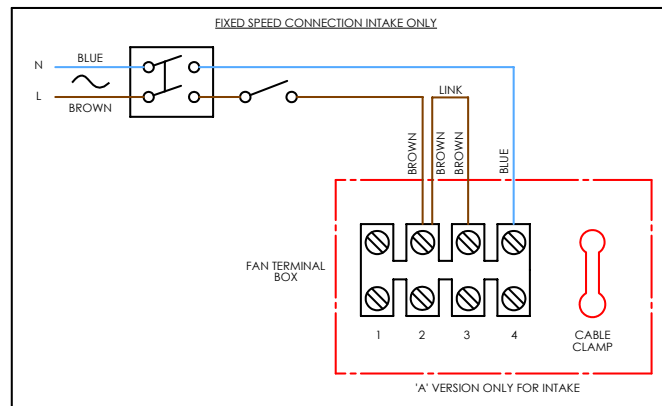 FIXED SPEED CONNECTION INTAKE ONLY
N
BLUE
L
BROWN
LINK
BROWN
BROWN
BROWN
BLUE
FAN TERMINAL
BOX
1
2
3
4
CABLE
CLAMP
'A' VERSION ONLY FOR INTAKE